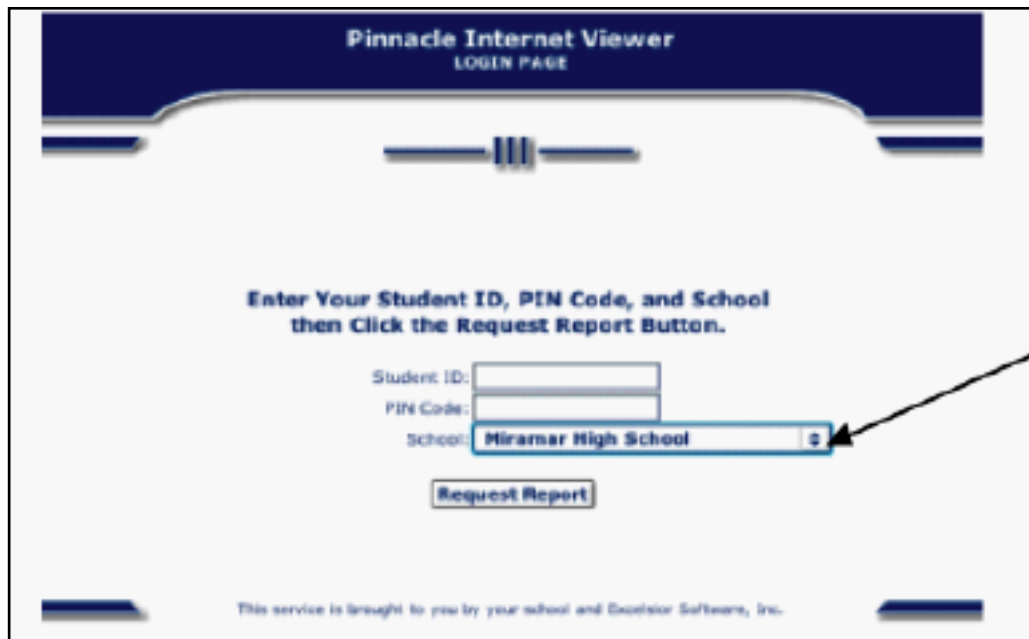 Pinnacle Internet Viewer
LOGIN PAGE
Enter Your Student ID, PIN Code, and School
then Click the Request Report Button.
Student ID:
PIN Code:
School: Miramar High School
Request Report
This service is brought to you by your school and Excelsior Software, Inc.